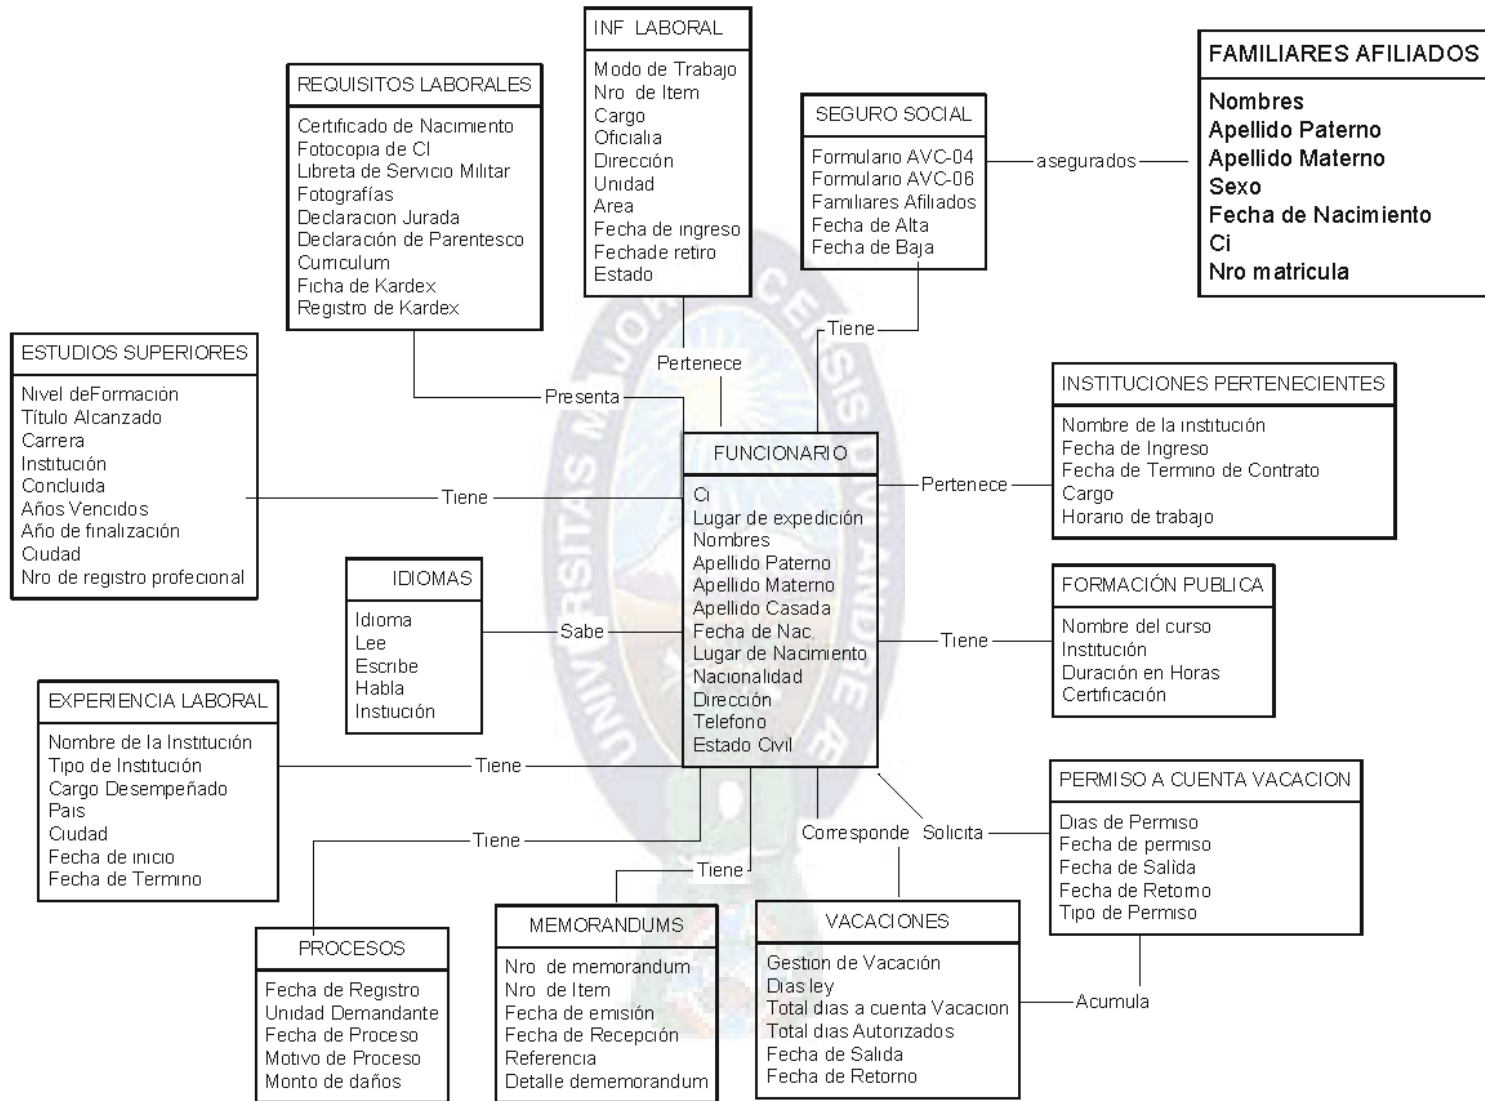 INF LABORAL
Modo de Trabajo
Nro de Item
Cargo
Oficialia
Dirección
Unidad
Area
Fecha de ingreso
Fechade retiro
Estado
FAMILIARES AFILIADOS
Nombres
Apellido Paterno
Apellido Materno
Sexo
Fecha de Nacimiento
Ci
Nro matricula
REQUISITOS LABORALES
Certificado de Nacimiento
Fotocopia de CI
Libreta de Servicio Militar
Fotografías
Declaracion Jurada
Declaración de Parentesco
Curriculum
Ficha de Kardex
Registro de Kardex
SEGURO SOCIAL
Formulario AVC-04
Formulario AVC-06
Familiares Afiliados
Fecha de Alta
Fecha de Baja
asegurados
Tiene
Pertenece
Presenta
ESTUDIOS SUPERIORES
Nivel deFormación
Título Alcanzado
Carrera
Institución
Concluida
Años Vencidos
Año de finalización
Ciudad
Nro de registro profecional
Tiene
INSTITUCIONES PERTENECIENTES
Nombre de la institución
Fecha de Ingreso
Fecha de Termino de Contrato
Cargo
Horario de trabajo
Pertenece
FUNCIONARIO
Ci
Lugar de expedición
Nombres
Apellido Paterno
Apellido Materno
Apellido Casada
Fecha de Nac.
Lugar de Nacimiento
Nacionalidad
Dirección
Telefono
Estado Civil
IDIOMAS
Idioma
Lee
Escribe
Habla
Instiución
Sabe
FORMACIÓN PUBLICA
Nombre del curso
Institución
Duración en Horas
Certificación
Tiene
EXPERIENCIA LABORAL
Nombre de la Institución
Tipo de Institución
Cargo Desempeñado
Pais
Ciudad
Fecha de inicio
Fecha de Termino
Tiene
Tiene
Tiene
Corresponde
Solicita
PERMISO A CUENTA VACACION
Dias de Permiso
Fecha de permiso
Fecha de Salida
Fecha de Retorno
Tipo de Permiso
PROCESOS
Fecha de Registro
Unidad Demandante
Fecha de Proceso
Motivo de Proceso
Monto de daños
MEMORANDUMS
Nro de memorandum
Nro de Item
Fecha de emisión
Fecha de Recepción
Referencia
Detalle dememorandum
VACACIONES
Gestion de Vacación
Dias ley
Total dias a cuenta Vacacion
Total dias Autorizados
Fecha de Salida
Fecha de Retorno
Acumula